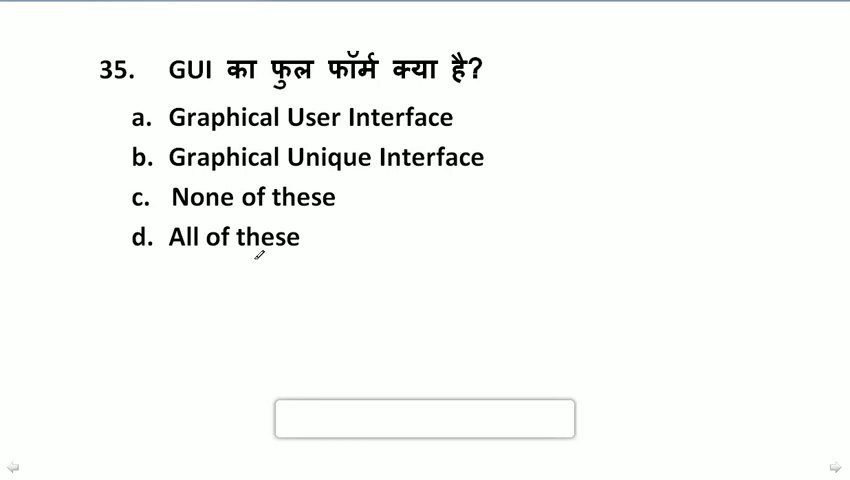 35. GUI का फुल फॉर्म क्या है?
a. Graphical User Interface
b. Graphical Unique Interface
c. None of these
d. All of these